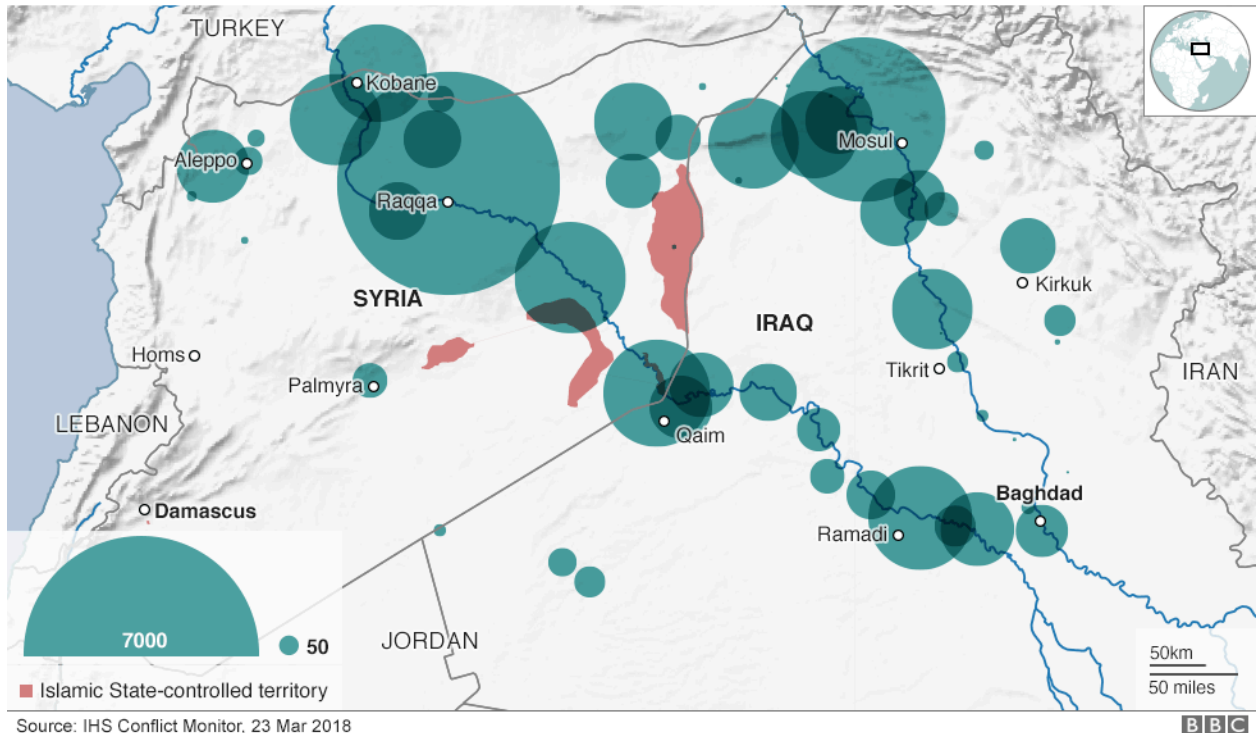 TURKEY
Kobane
Aleppo
Mosul
Raqqa
Kirkuk
SYRIA
IRAQ
Homs
Tikrit
IRAN
Palmyra
LEBANON
Qaim
Baghdad
Damascus
Ramadi
7000
50
JORDAN
50km
50 miles
Islamic State-controlled territory
Source: IHS Conflict Monitor, 23 Mar 2018
BBC